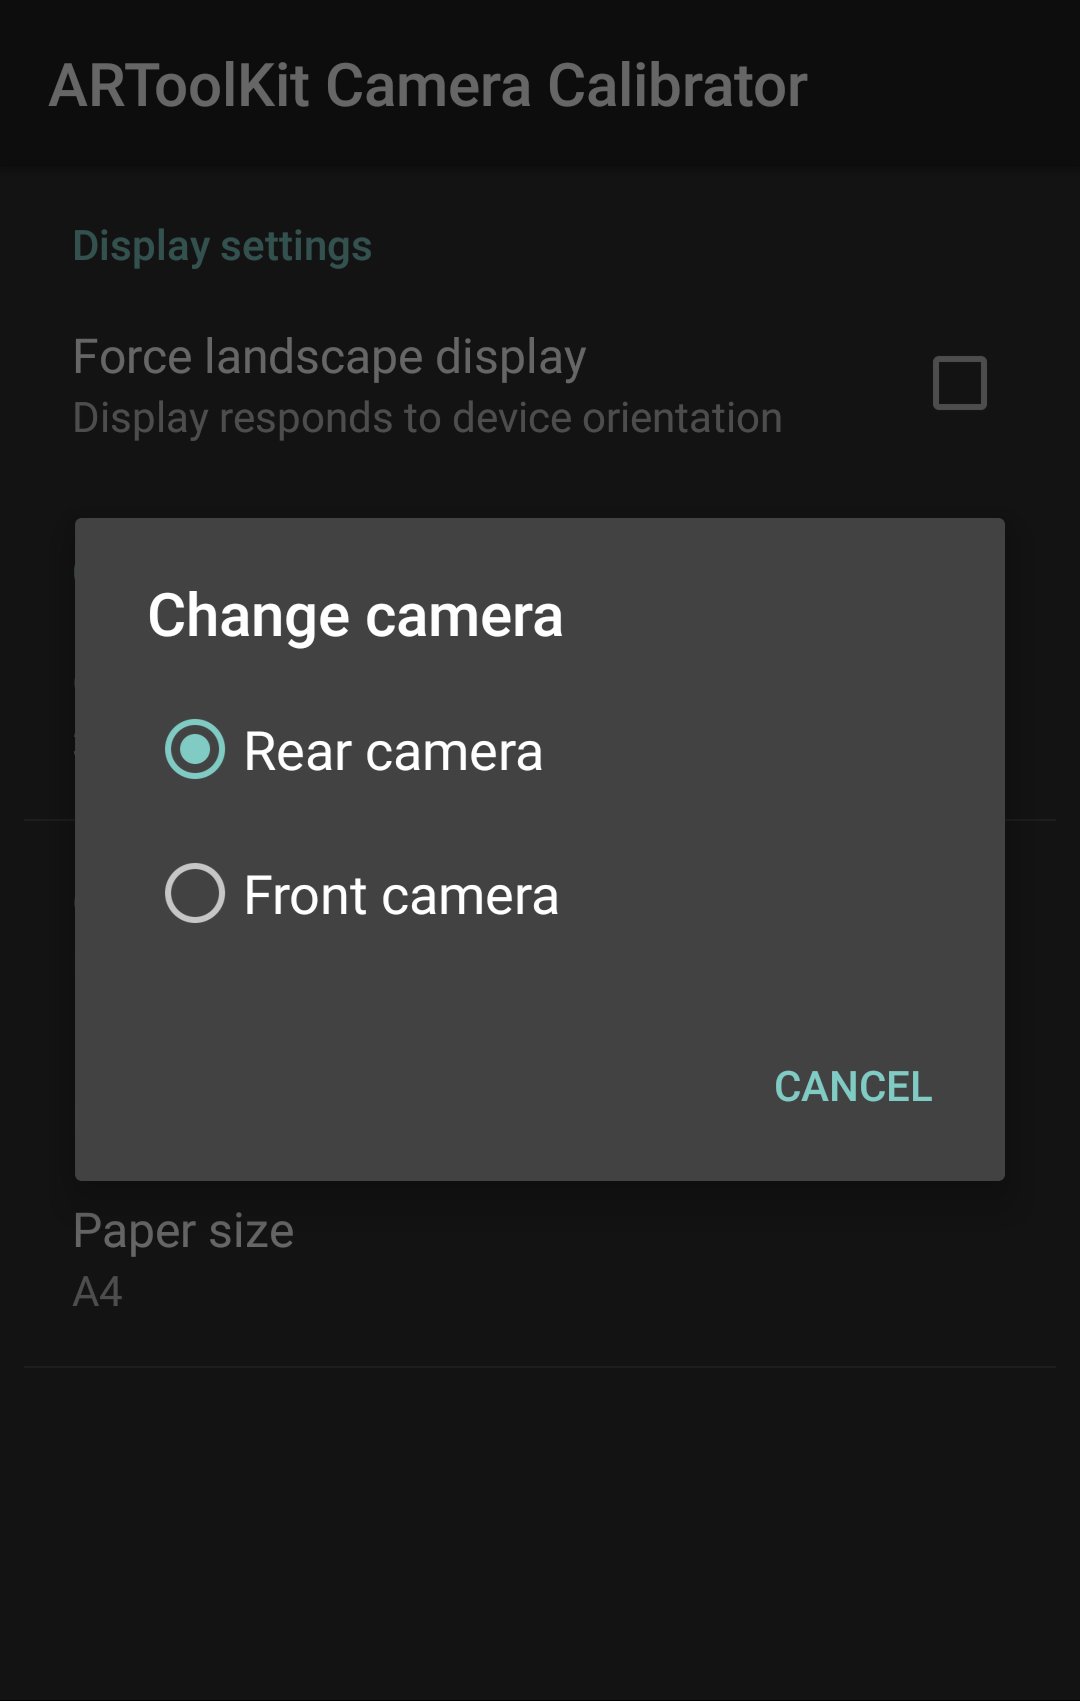 ARToolKit Camera Calibrator
Display settings
Force landscape display
Display responds to device orientation
Change camera
Rear camera
Front camera
CANCEL
Paper size
A4